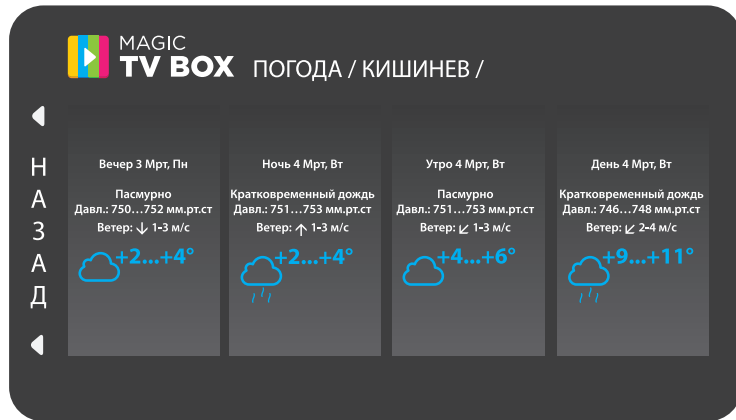 MAGIC
TV BOX ПОГОДА / КИШИНЕВ /
НАЗАД
Вечер 3 Мрт, Пн
Пасмурно
Давл.: 750...752 мм.рт.ст
Ветер: ↓ 1-3 м/с
+2...+4°
Ночь 4 Мрт, Вт
Кратковременный дождь
Давл.: 751...753 мм.рт.ст
Ветер: ↑ 1-3 м/с
+2...+4°
Утро 4 Мрт, Вт
Пасмурно
Давл.: 751...753 мм.рт.ст
Ветер: ↙ 1-3 м/с
+4...+6°
День 4 Мрт, Вт
Кратковременный дождь
Давл.: 746...748 мм.рт.ст
Ветер: ↙ 2-4 м/с
+9...+11°